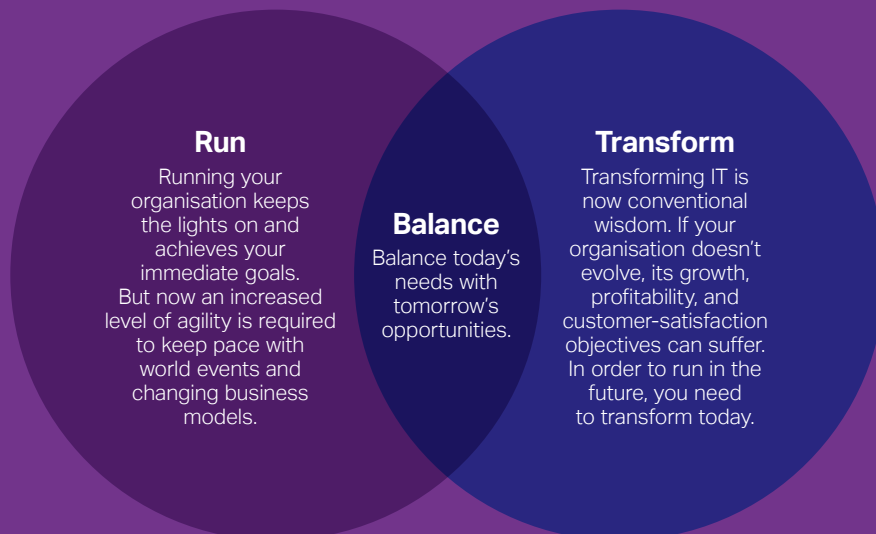 Run
Running your
organisation keeps
the lights on and
achieves your
immediate goals.
But now an increased
level of agility is required
to keep pace with
world events and
changing business
models.
Balance
Balance today's
needs with
tomorrow's
opportunities.
Transform
Transforming IT is
now conventional
wisdom. If your
organisation doesn't
evolve, its growth,
profitability, and
customer-satisfaction
objectives can suffer.
In order to run in the
future, you need
to transform today.